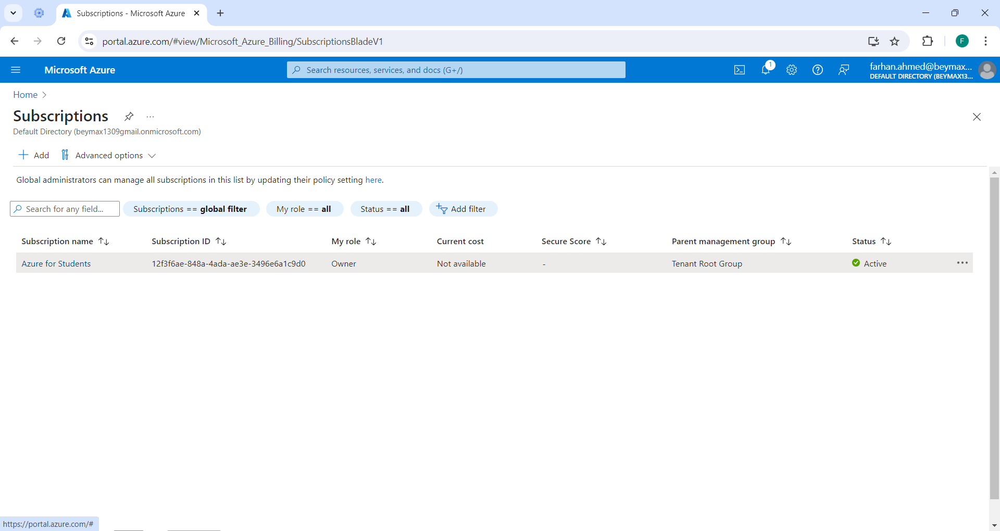 Subscriptions - Microsoft Azure
portal.azure.com/#view/Microsoft_Azure_Billing/SubscriptionsBladeV1
F
Microsoft Azure
Search resources, services, and docs (G+/)
1
farhan.ahmed@beymax...
DEFAULT DIRECTORY (BEYMAX13...
Home
Subscriptions
...
Default Directory (beymax1309gmail.onmicrosoft.com)
Add
Advanced options
Global administrators can manage all subscriptions in this list by updating their policy setting here.
Search for any field...
Subscriptions == global filter
My role == all
Status == all
Add filter
Subscription name Subscription ID My role Current cost Secure Score Parent management group Status
Azure for Students 12f3f6ae-848a-4ada-ae3e-3496e6a1c9d0 Owner Not available - Tenant Root Group Active
https://portal.azure.com/#